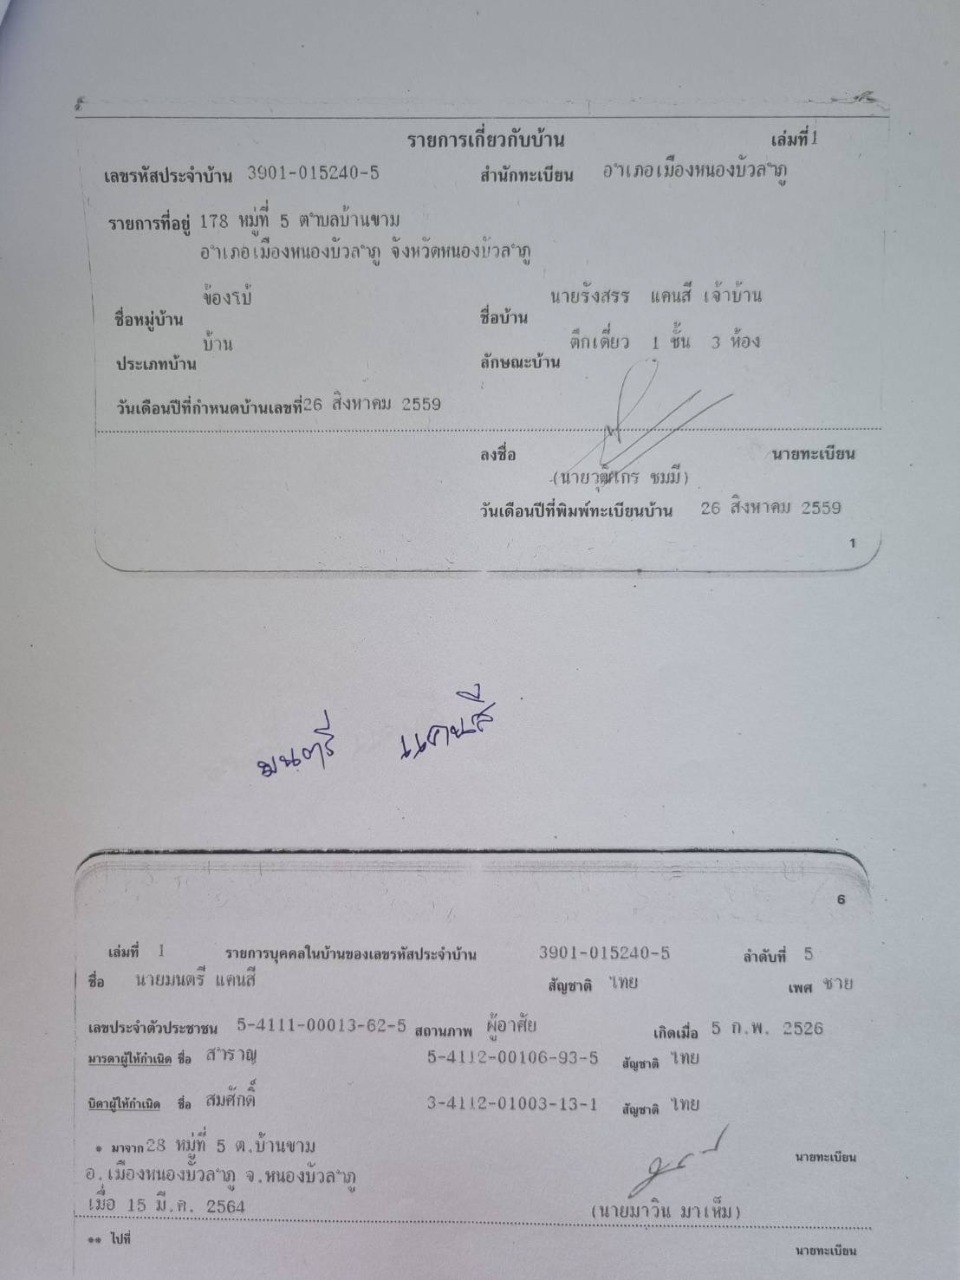 รายการเกี่ยวกับบ้าน เล่มที่ 1
เลขรหัสประจำบ้าน 3901-015240-5 สำนักทะเบียน อำเภอเมืองหนองบัวลำภู
รายการที่อยู่ 178 หมู่ที่ 5 ตำบลบ้านขาม
อำเภอเมืองหนองบัวลำภู จังหวัดหนองบัวลำภู
ชื่อหมู่บ้าน ข้องโป้ ชื่อบ้าน นายรังสรร แคนสี เจ้าบ้าน
ประเภทบ้าน บ้าน ลักษณะบ้าน ตึกเดี่ยว 1 ชั้น 3 ห้อง
วันเดือนปีที่กำหนดบ้านเลขที่ 26 สิงหาคม 2559
ลงชื่อ นายทะเบียน
(นายวุฒิไกร ชมมี)
วันเดือนปีที่พิมพ์ทะเบียนบ้าน 26 สิงหาคม 2559
1
มนตรี แคนสี
6
เล่มที่ 1 รายการบุคคลในบ้านของเลขรหัสประจำบ้าน 3901-015240-5 ลำดับที่ 5
ชื่อ นายมนตรี แคนสี สัญชาติ ไทย เพศ ชาย
เลขประจำตัวประชาชน 5-4111-00013-62-5 สถานภาพ ผู้อาศัย เกิดเมื่อ 5 ก.พ. 2526
มารดาผู้ให้กำเนิด ชื่อ สำราญ 5-4112-00106-93-5 สัญชาติ ไทย
บิดาผู้ให้กำเนิด ชื่อ สมศักดิ์ 3-4112-01003-13-1 สัญชาติ ไทย
* มาจาก 28 หมู่ที่ 5 ต.บ้านขาม นายทะเบียน
อ.เมืองหนองบัวลำภู จ.หนองบัวลำภู
เมื่อ 15 มี.ค. 2564 (นายมาวิน มาเห็ม)
** ไปที่
นายทะเบียน